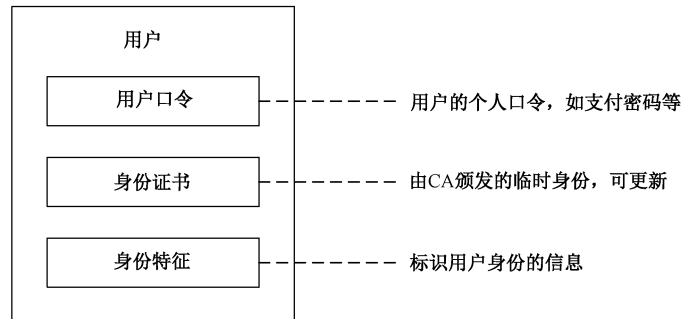 用户
用户口令
用户的个人口令，如支付密码等
身份证书
由CA颁发的临时身份，可更新
身份特征
标识用户身份的信息